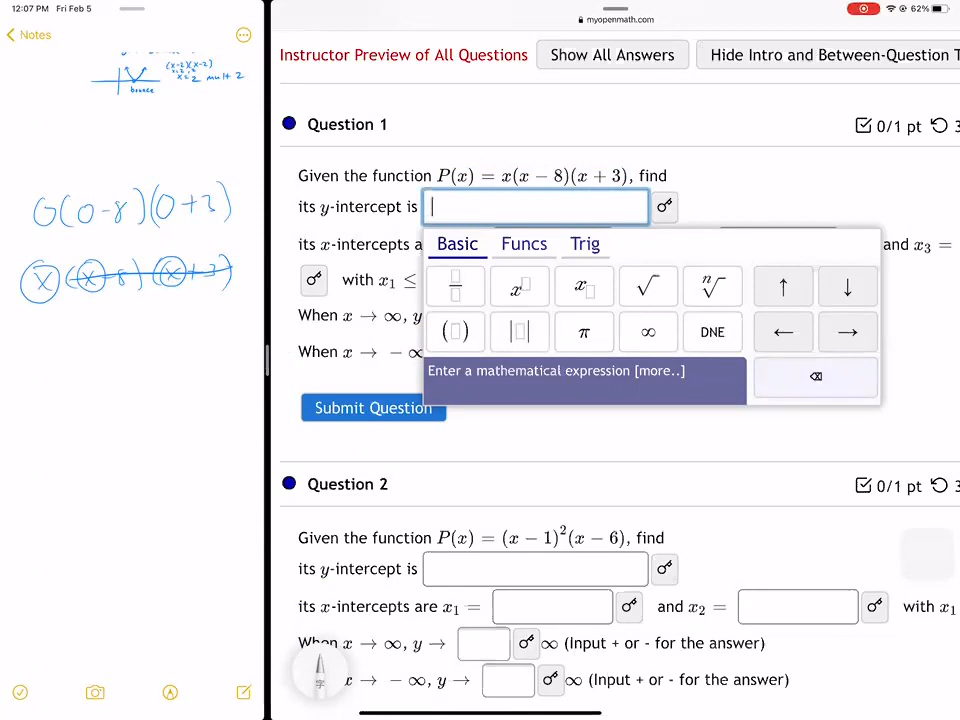 12:07 PM Fri Feb 5
myopenmath.com
62%
Notes
(x-2)(x-2)
x=2 mult 2
bounce
0(0-8)(0+3)
x(x-8)(x+3)
Instructor Preview of All Questions
Show All Answers
Hide Intro and Between-Question T
Question 1
0/1 pt 3
Given the function P(x) = x(x − 8)(x + 3), find
its y-intercept is
its x-intercepts a
and x₃ =
with x₁ ≤
When x → ∞, y
When x → − ∞
Basic Funcs Trig
x□ x□ √ ⁿ√ ↑ ↓
(□) |□| π ∞ DNE ← →
Enter a mathematical expression [more..]
Submit Question
Question 2
0/1 pt 3
Given the function P(x) = (x − 1)²(x − 6), find
its y-intercept is
its x-intercepts are x₁ = and x₂ = with x₁
When x → ∞, y → ∞ (Input + or - for the answer)
x → − ∞, y → ∞ (Input + or - for the answer)